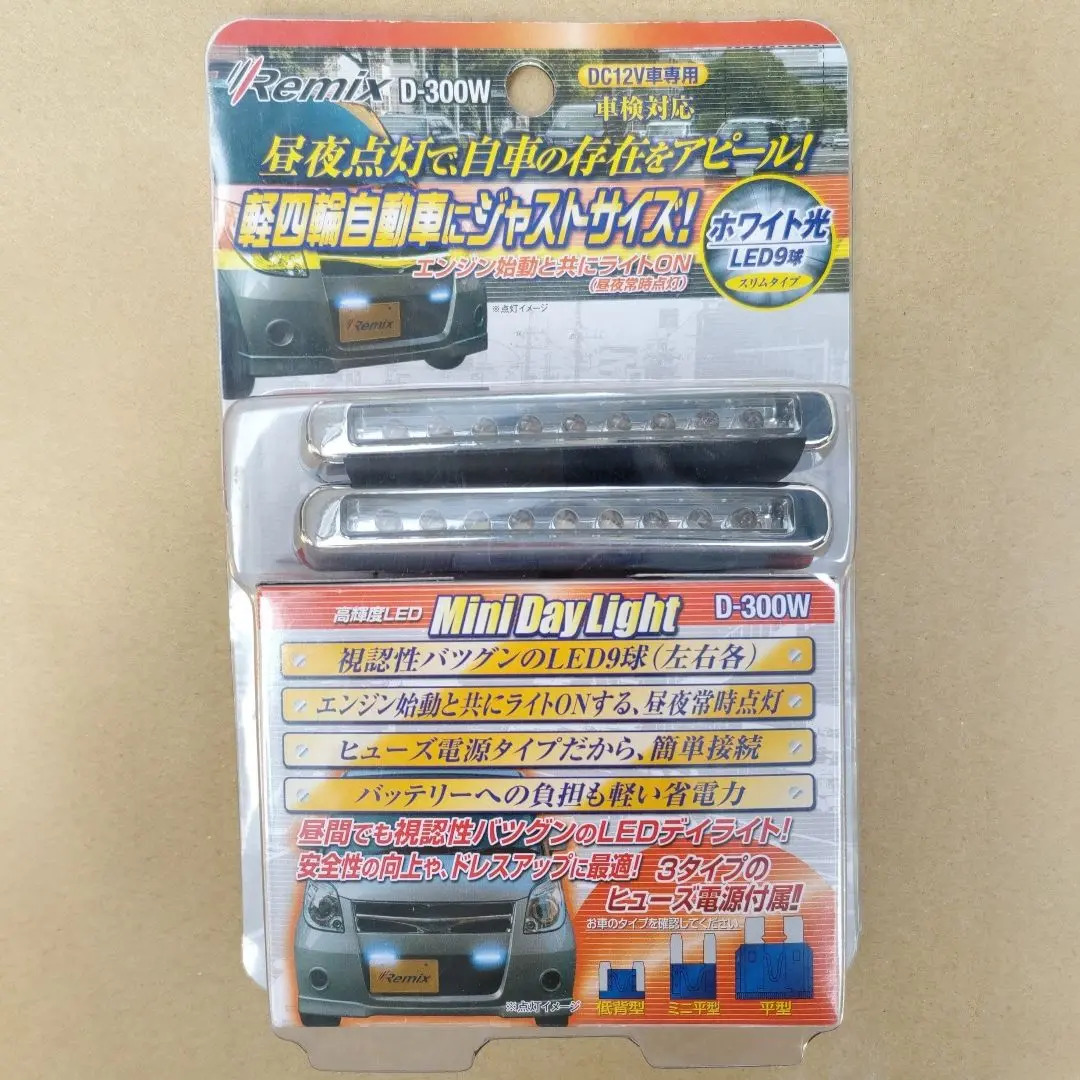 Remix D-300W
DC12V車専用
車検対応
昼夜点灯で、自車の存在をアピール!
軽四輪自動車にジャストサイズ!
ホワイト光
LED9球
スリムタイプ
エンジン始動と共にライトON
(昼夜常時点灯)
※点灯イメージ
Remix
高輝度LED Mini DayLight D-300W
視認性バツグンのLED9球(左右各)
エンジン始動と共にライトONする、昼夜常時点灯
ヒューズ電源タイプだから、簡単接続
バッテリーへの負担も軽い省電力
昼間でも視認性バツグンのLEDデイライト!
安全性の向上や、ドレスアップに最適!
3タイプの
ヒューズ電源付属!!
お車のタイプを確認してください
Remix
※点灯イメージ
低背型 ミニ平型 平型